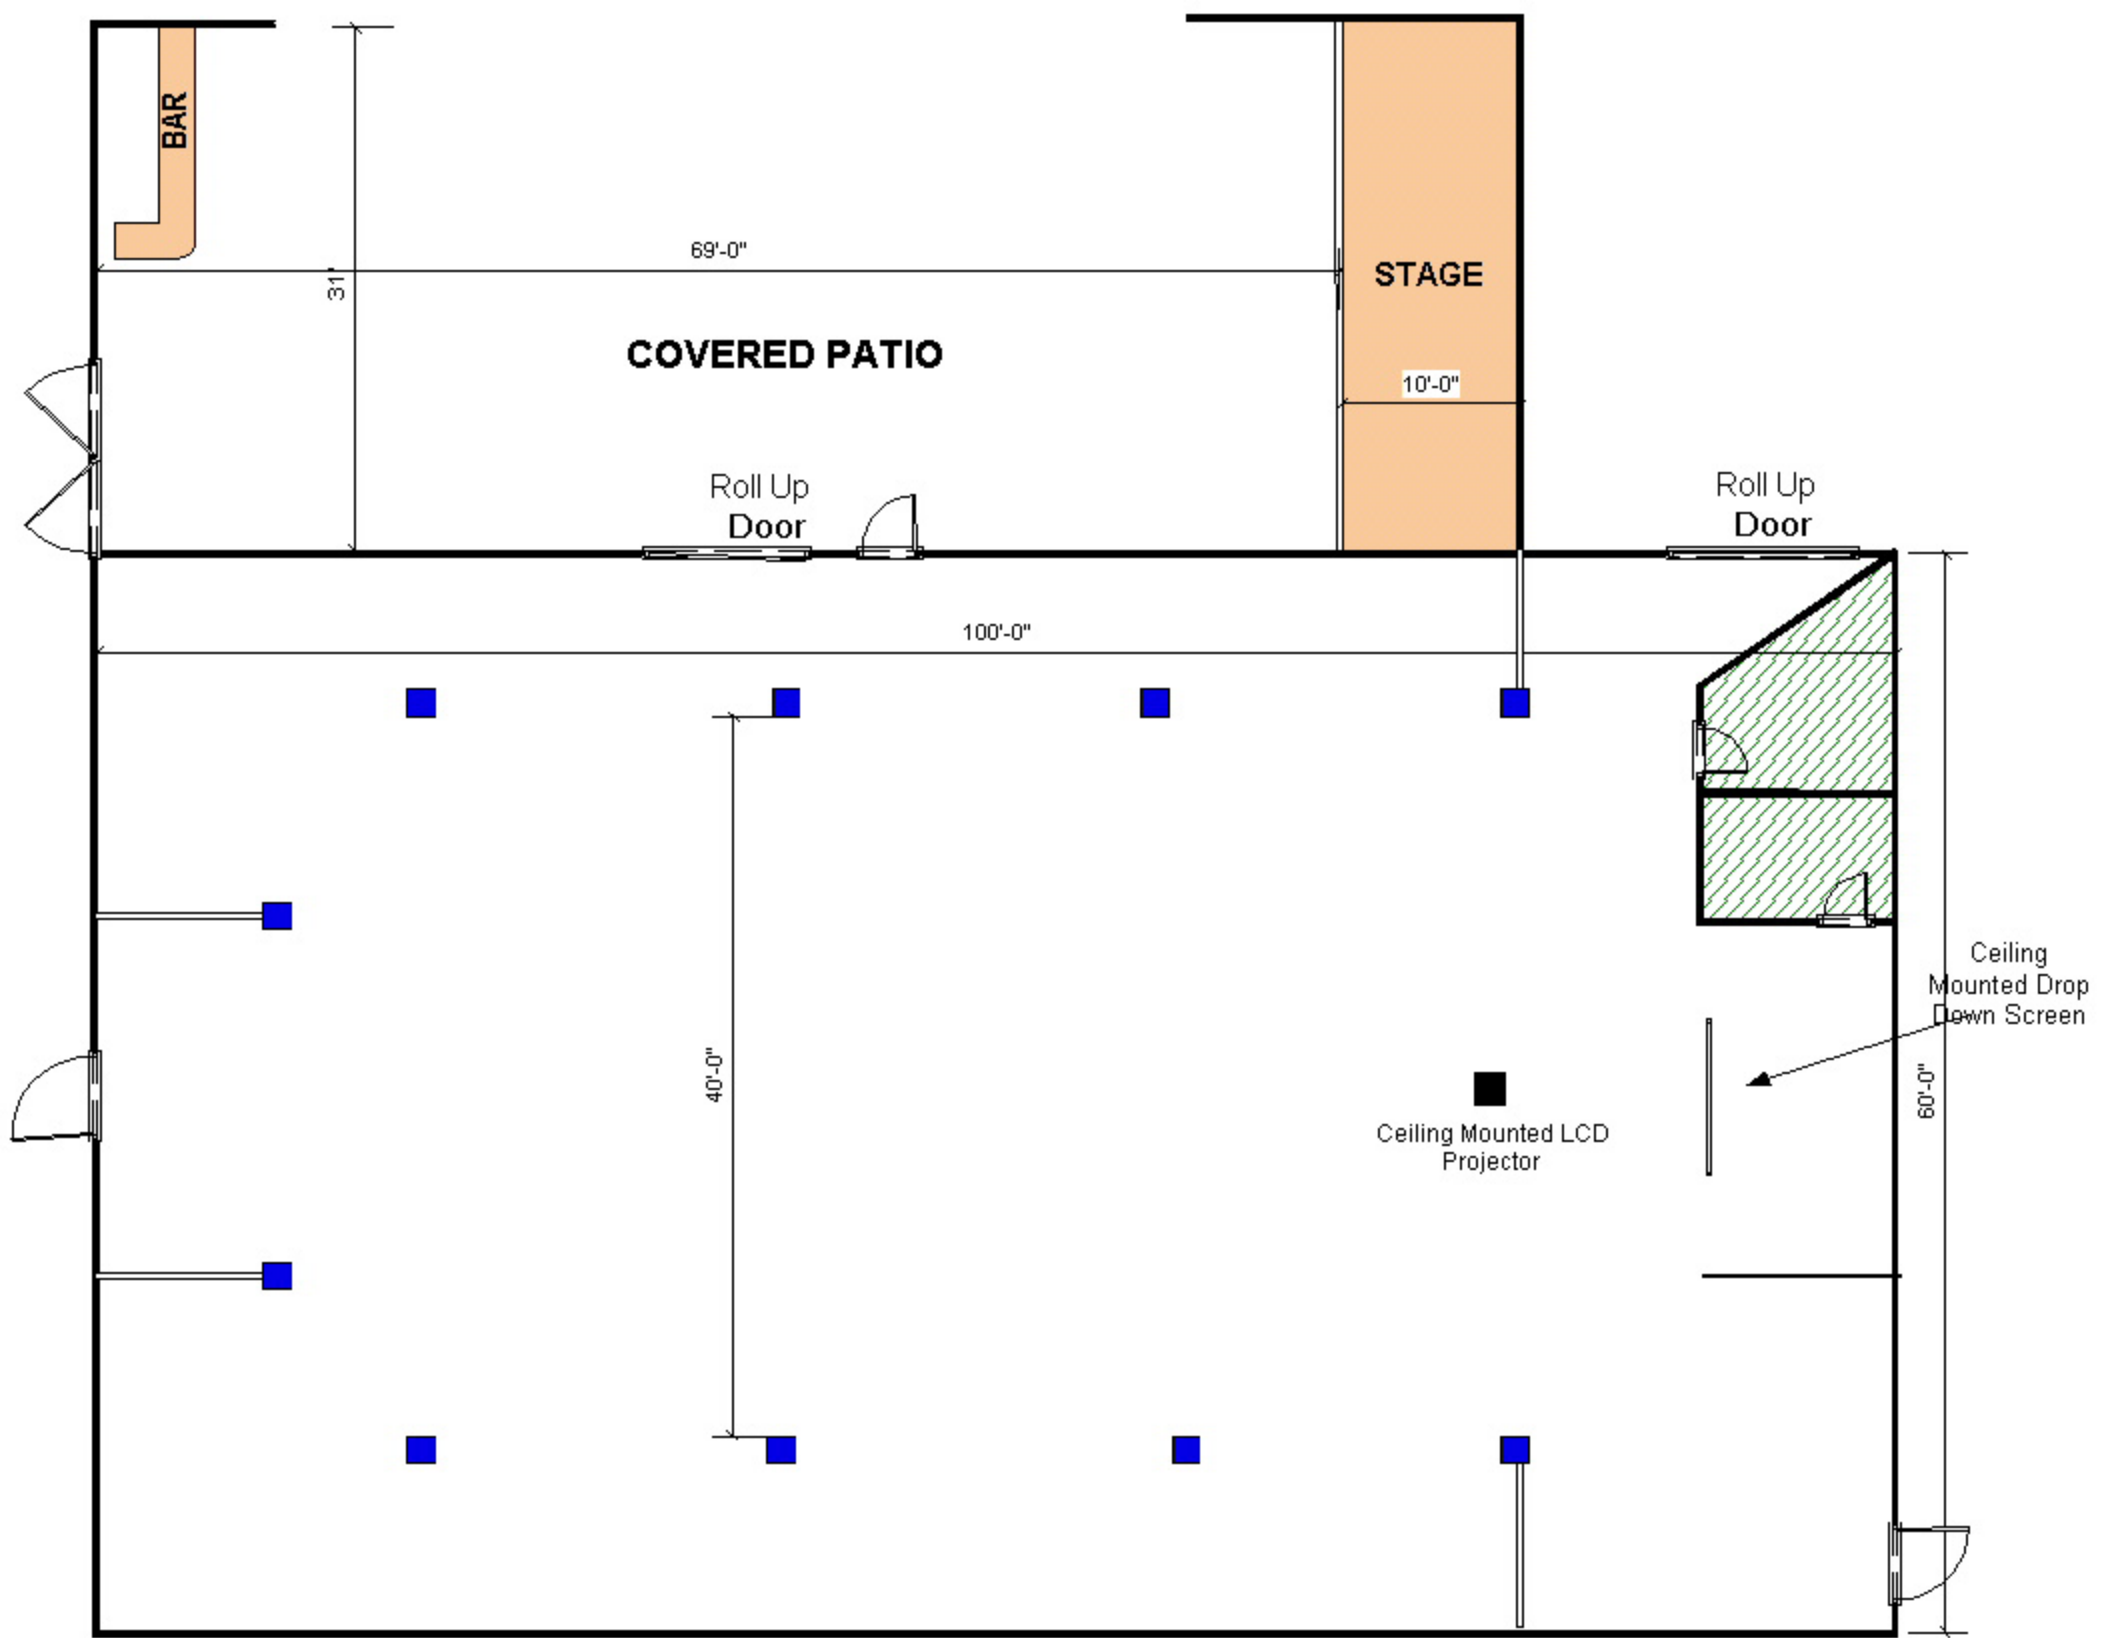 BAR
69'-0"
31'
STAGE
COVERED PATIO
10'-0"
Roll Up
Door
Roll Up
Door
100'-0"
Ceiling
Mounted Drop
Down Screen
40'-0"
60'-0"
Ceiling Mounted LCD
Projector